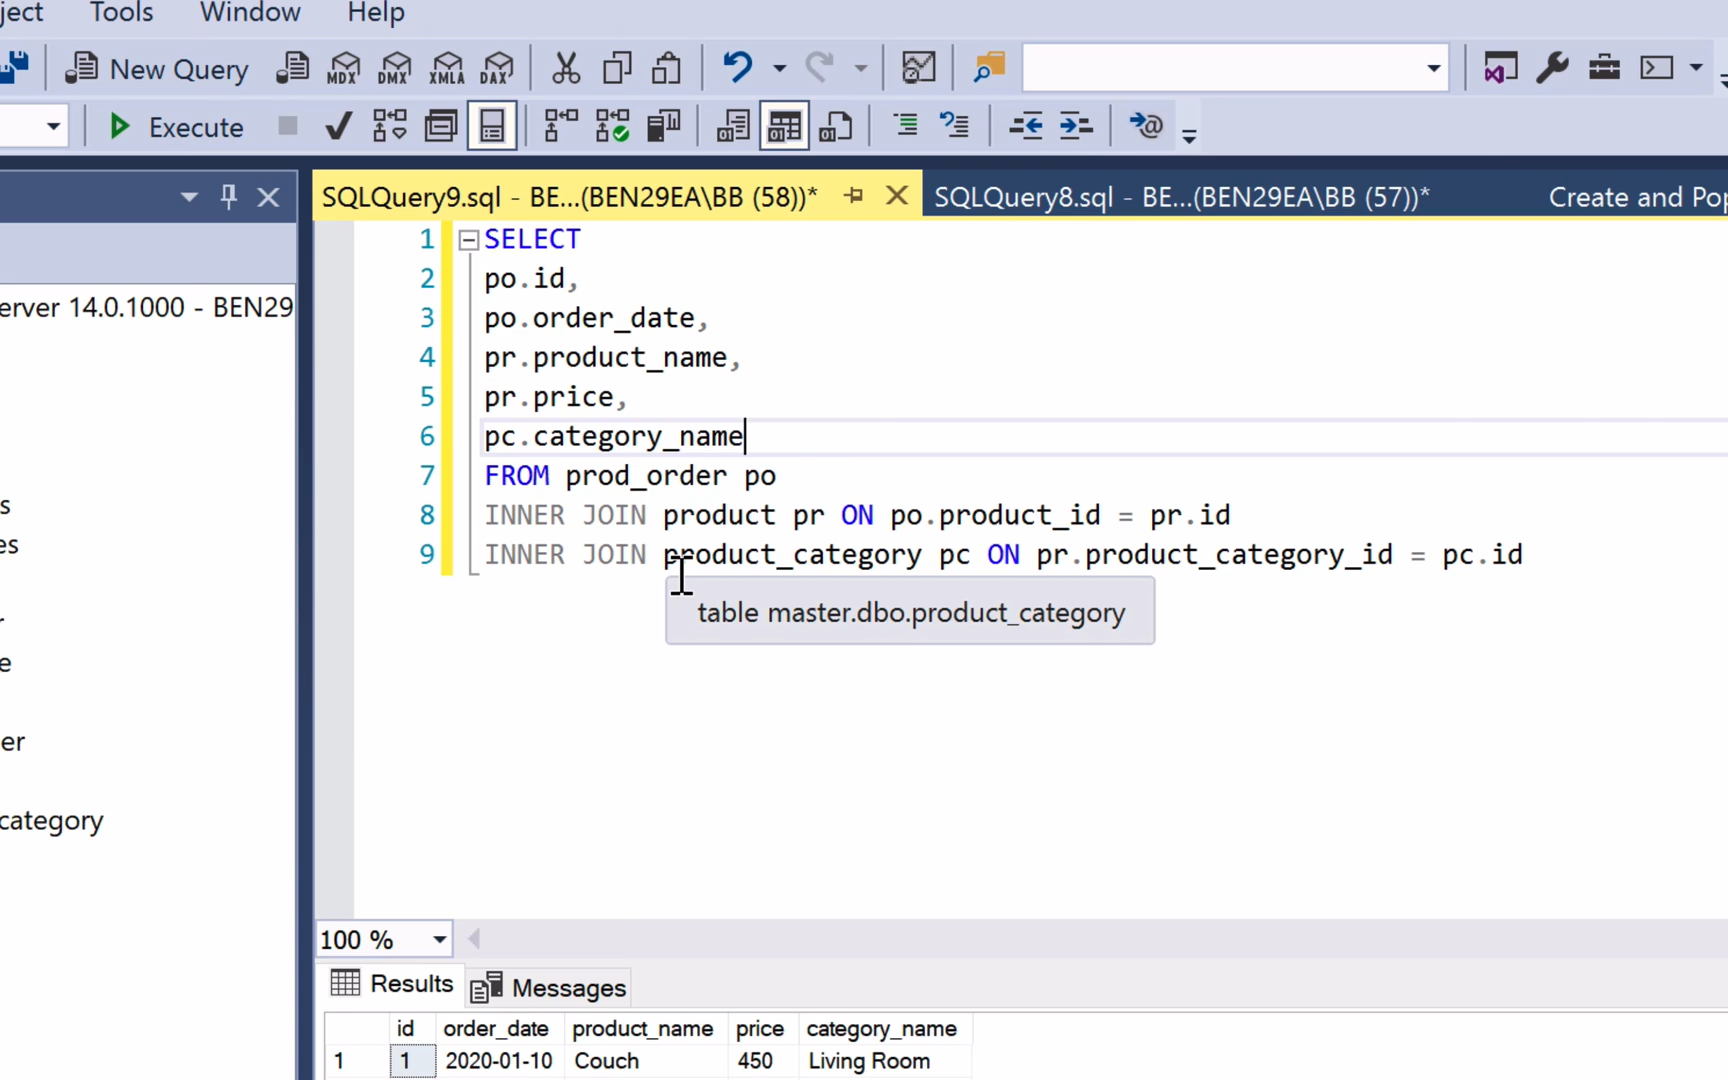 ject Tools Window Help
New Query MDX DMX XMLA DAX
Execute
SQLQuery9.sql - BE...(BEN29EA\BB (58))* SQLQuery8.sql - BE...(BEN29EA\BB (57))* Create and Pop
erver 14.0.1000 - BEN29
s
es
r
e
er
category
1 SELECT
2 po.id,
3 po.order_date,
4 pr.product_name,
5 pr.price,
6 pc.category_name
7 FROM prod_order po
8 INNER JOIN product pr ON po.product_id = pr.id
9 INNER JOIN product_category pc ON pr.product_category_id = pc.id
table master.dbo.product_category
100 %
Results Messages
id order_date product_name price category_name
1 1 2020-01-10 Couch 450 Living Room